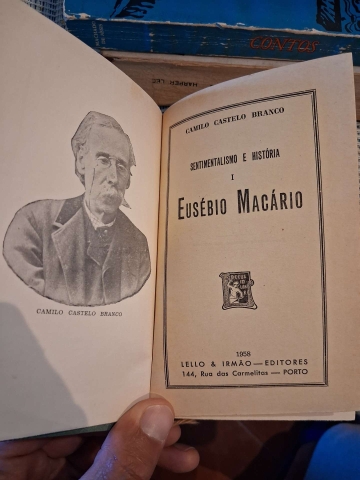 CONTOS
CAMILO CASTELO BRANCO
CAMILO CASTELO BRANCO
SENTIMENTALISMO E HISTÓRIA
I
EUSÉBIO MACÁRIO
1958
LELLO & IRMÃO — EDITORES
144, Rua das Carmelitas — PORTO